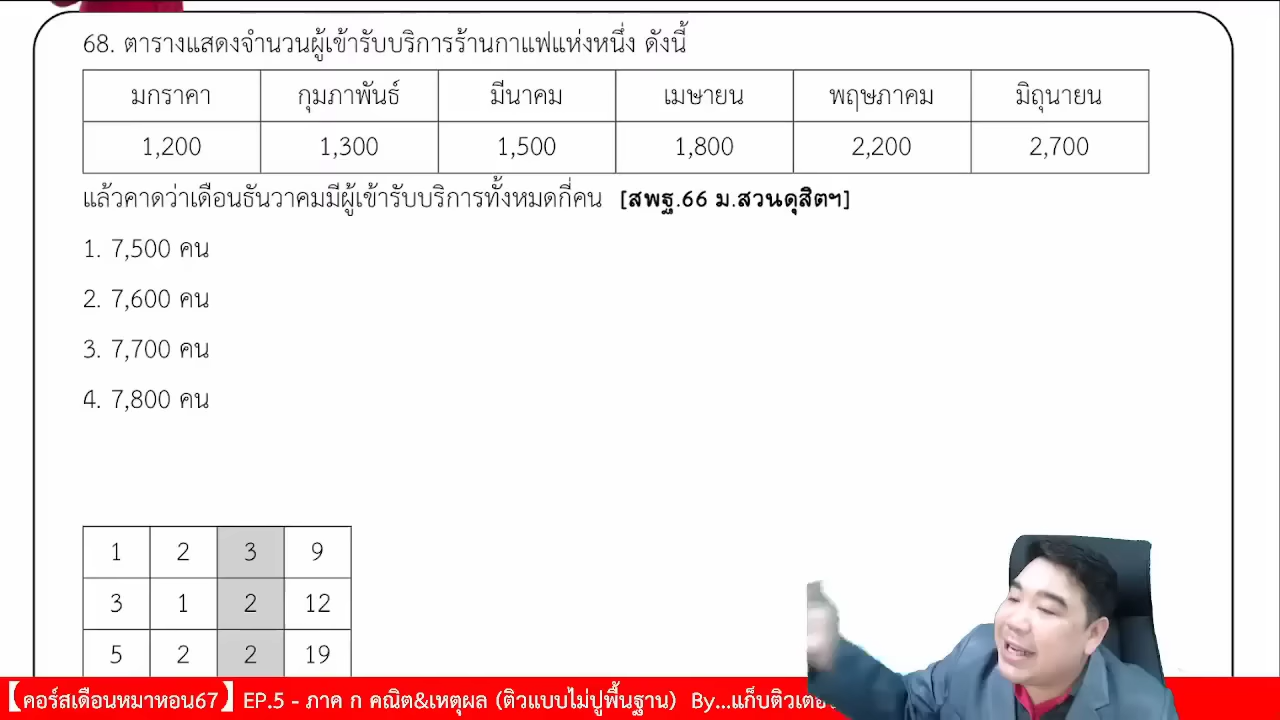 68. ตารางแสดงจำนวนผู้เข้ารับบริการร้านกาแฟแห่งหนึ่ง ดังนี้
มกราคา กุมภาพันธ์ มีนาคม เมษายน พฤษภาคม มิถุนายน
1,200 1,300 1,500 1,800 2,200 2,700
แล้วคาดว่าเดือนธันวาคมมีผู้เข้ารับบริการทั้งหมดกี่คน [สพฐ.66 ม.สวนดุสิตฯ]
1. 7,500 คน
2. 7,600 คน
3. 7,700 คน
4. 7,800 คน
1 2 3 9
3 1 2 12
5 2 2 19
【คอร์สเดือนหมาหอน67】 EP.5 - ภาค ก คณิต&เหตุผล (ติวแบบไม่ปูพื้นฐาน) By...แก็บติวเตอ